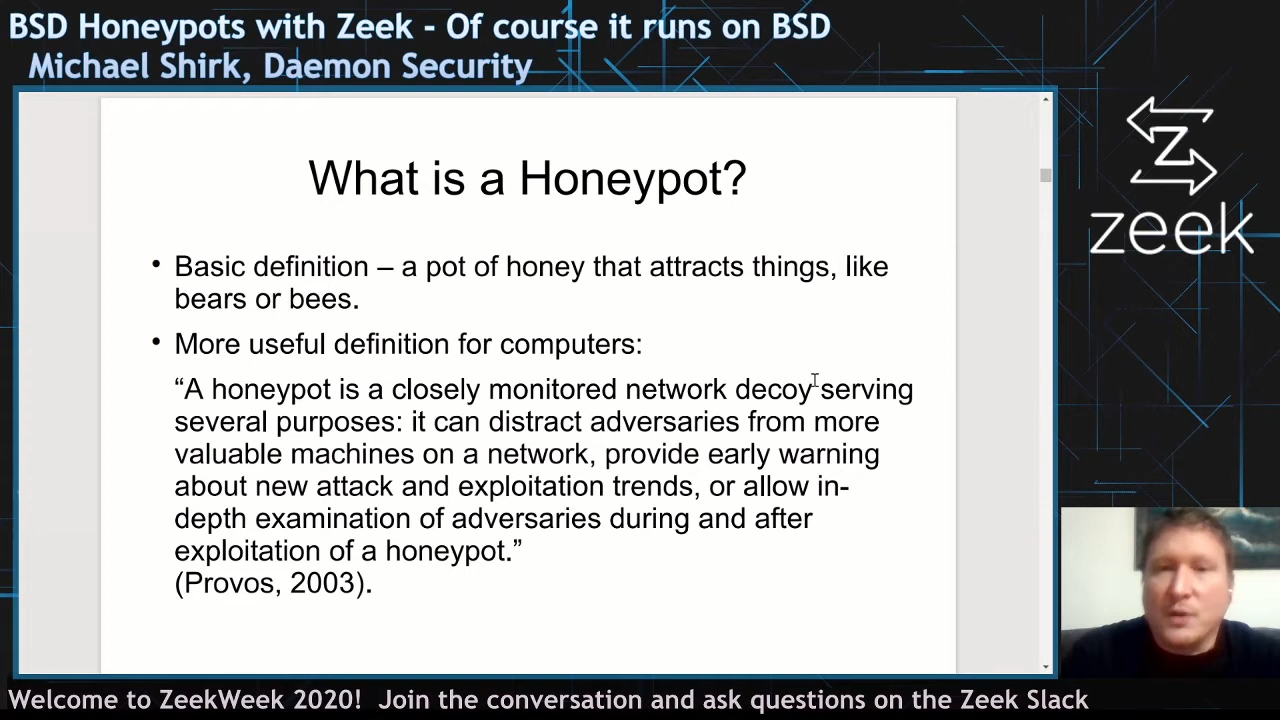 BSD Honeypots with Zeek - Of course it runs on BSD
Michael Shirk, Daemon Security
What is a Honeypot?
• Basic definition – a pot of honey that attracts things, like
bears or bees.
• More useful definition for computers:
“A honeypot is a closely monitored network decoy serving
several purposes: it can distract adversaries from more
valuable machines on a network, provide early warning
about new attack and exploitation trends, or allow in-
depth examination of adversaries during and after
exploitation of a honeypot.”
(Provos, 2003).
Z
zeek
Welcome to ZeekWeek 2020! Join the conversation and ask questions on the Zeek Slack